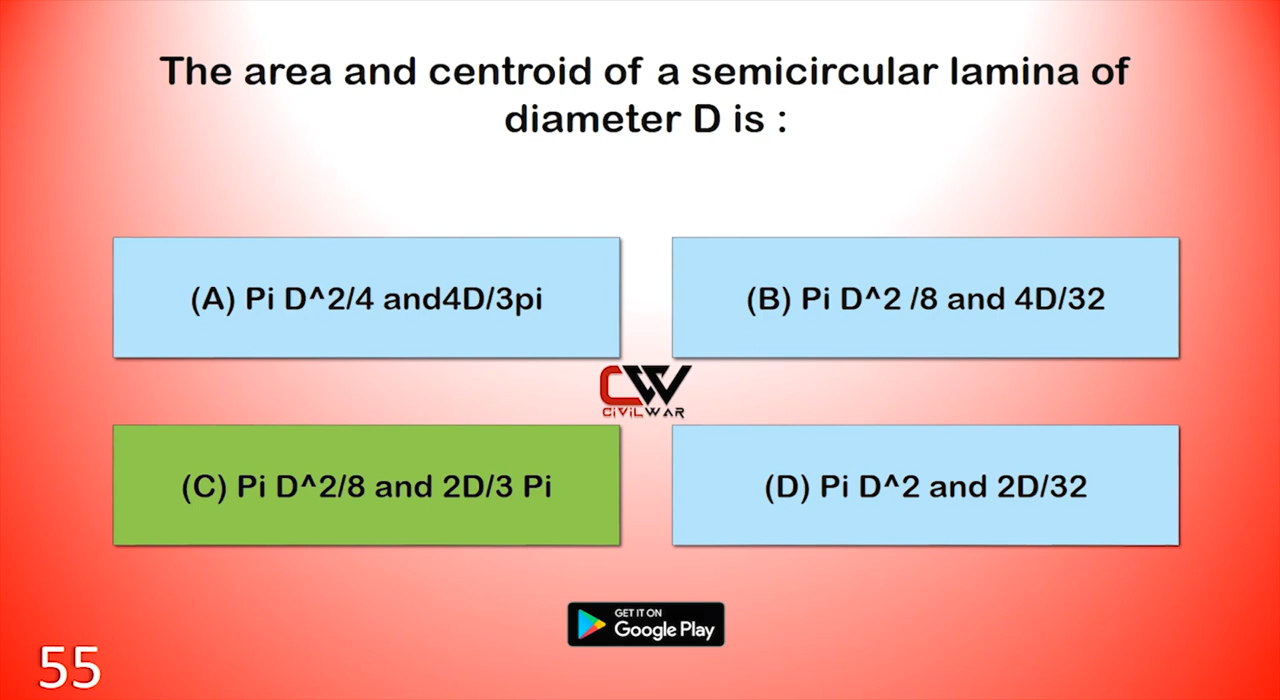 The area and centroid of a semicircular lamina of
diameter D is :
(A) Pi D^2/4 and4D/3pi
(B) Pi D^2 /8 and 4D/32
CW
CiViLWAR
(C) Pi D^2/8 and 2D/3 Pi
(D) Pi D^2 and 2D/32
GET IT ON
Google Play
55